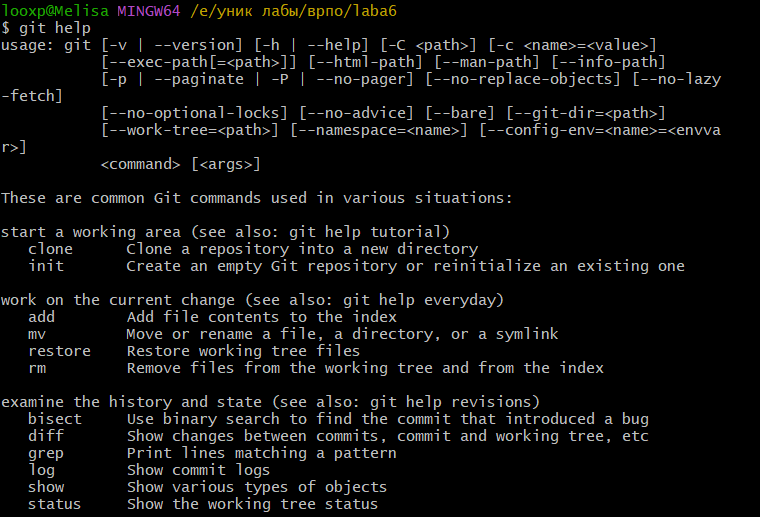 looxp@Melisa MINGW64 /e/уник лабы/врпо/laba6
$ git help
usage: git [-v | --version] [-h | --help] [-C <path>] [-c <name>=<value>]
           [--exec-path[=<path>]] [--html-path] [--man-path] [--info-path]
           [-p | --paginate | -P | --no-pager] [--no-replace-objects] [--no-lazy
-fetch]
           [--no-optional-locks] [--no-advice] [--bare] [--git-dir=<path>]
           [--work-tree=<path>] [--namespace=<name>] [--config-env=<name>=<envva
r>]
           <command> [<args>]

These are common Git commands used in various situations:

start a working area (see also: git help tutorial)
   clone      Clone a repository into a new directory
   init       Create an empty Git repository or reinitialize an existing one

work on the current change (see also: git help everyday)
   add        Add file contents to the index
   mv         Move or rename a file, a directory, or a symlink
   restore    Restore working tree files
   rm         Remove files from the working tree and from the index

examine the history and state (see also: git help revisions)
   bisect     Use binary search to find the commit that introduced a bug
   diff       Show changes between commits, commit and working tree, etc
   grep       Print lines matching a pattern
   log        Show commit logs
   show       Show various types of objects
   status     Show the working tree status